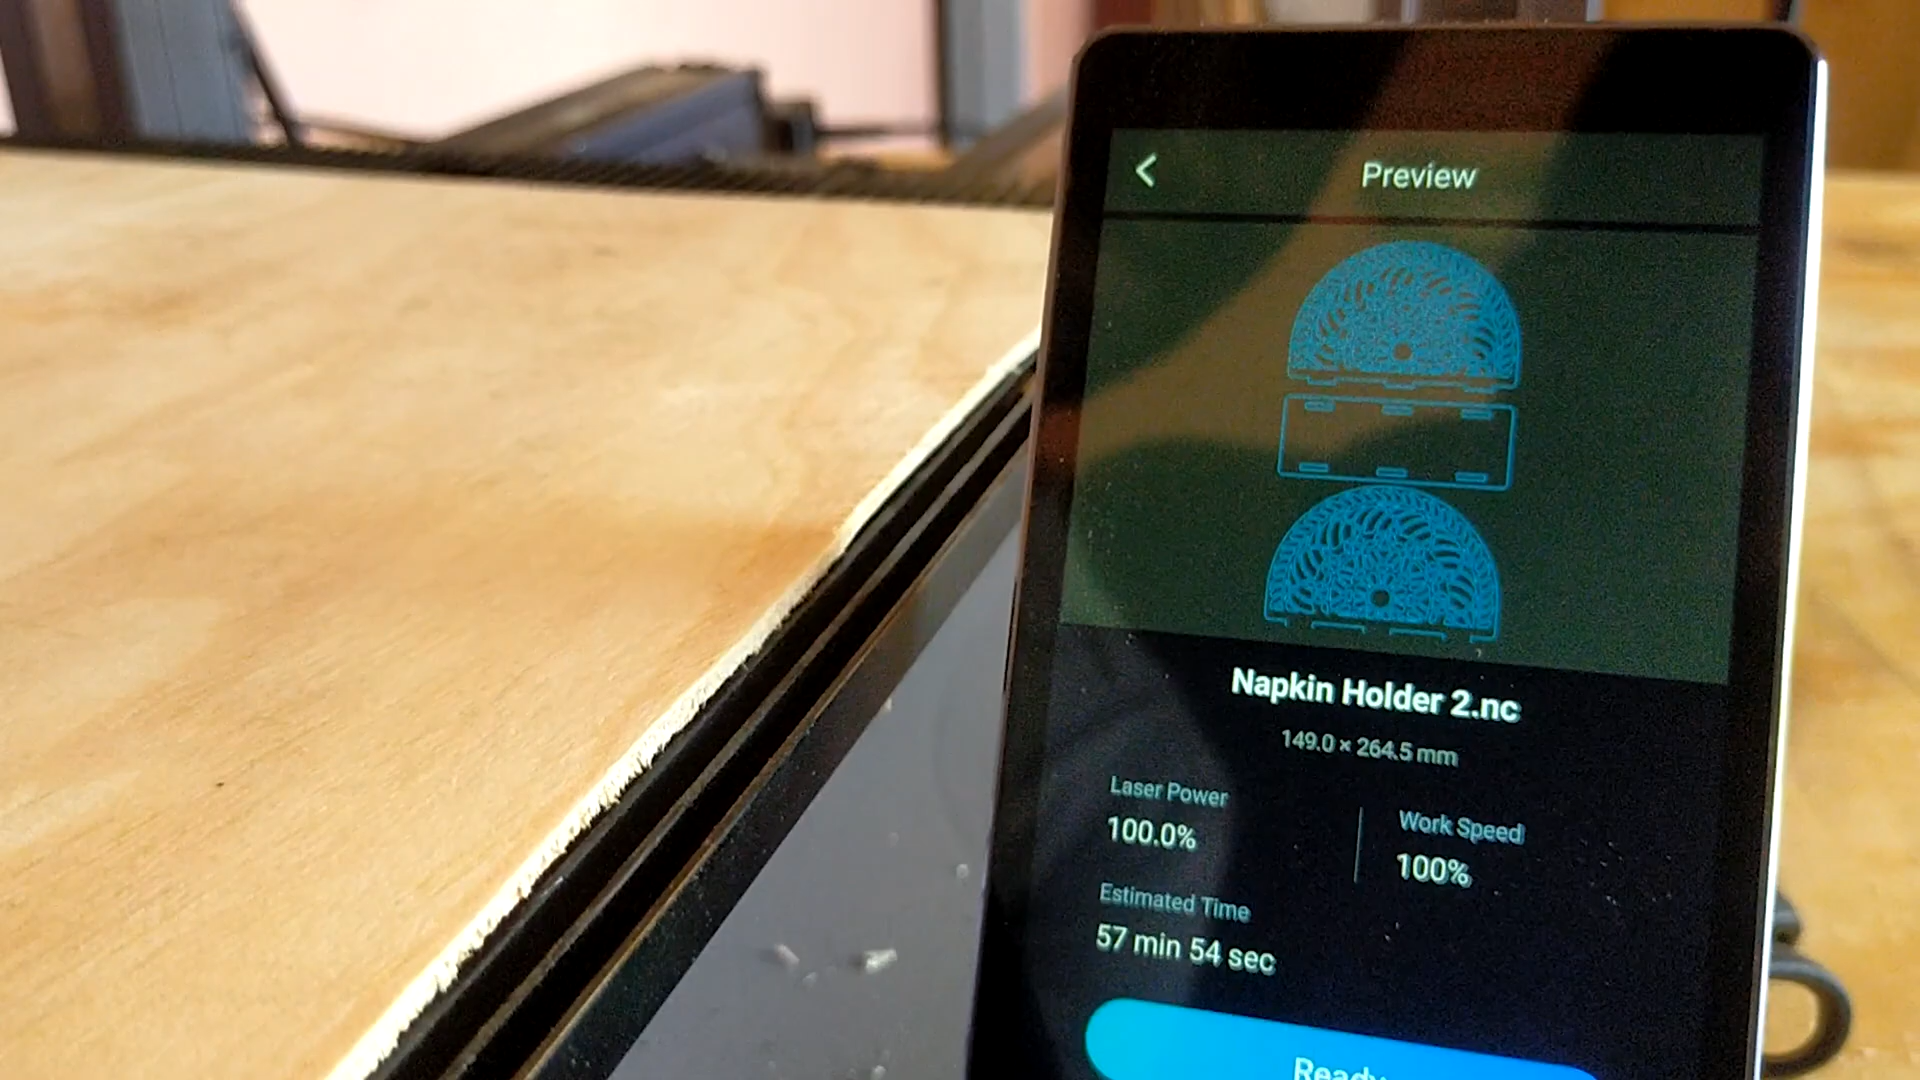 Preview
Napkin Holder 2.nc
149.0 × 264.5 mm
Laser Power
100.0%
Work Speed
100%
Estimated Time
57 min 54 sec
Ready